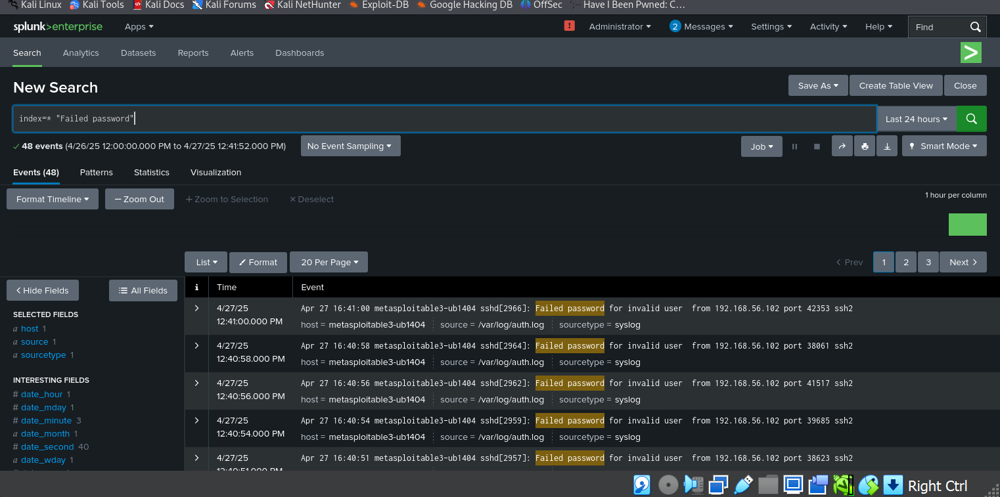 Kali Linux Kali Tools Kali Docs Kali Forums Kali NetHunter Exploit-DB Google Hacking DB OffSec Have I Been Pwned: C...
splunk>enterprise Apps ! Administrator 2 Messages Settings Activity Help Find
Search Analytics Datasets Reports Alerts Dashboards >
New Search Save As Create Table View Close
index=* "Failed password" Last 24 hours
48 events (4/26/25 12:00:00.000 PM to 4/27/25 12:41:52.000 PM) No Event Sampling Job Smart Mode
Events (48) Patterns Statistics Visualization
Format Timeline — Zoom Out + Zoom to Selection × Deselect 1 hour per column
List Format 20 Per Page < Prev 1 2 3 Next >
< Hide Fields All Fields
i Time Event
SELECTED FIELDS
a host 1
a source 1
a sourcetype 1
INTERESTING FIELDS
# date_hour 1
# date_mday 1
# date_minute 3
a date_month 1
# date_second 40
a date_wday 1
> 4/27/25 12:41:00.000 PM Apr 27 16:41:00 metasploitable3-ub1404 sshd[2966]: Failed password for invalid user  from 192.168.56.102 port 42353 ssh2
host = metasploitable3-ub1404 source = /var/log/auth.log sourcetype = syslog
> 4/27/25 12:40:58.000 PM Apr 27 16:40:58 metasploitable3-ub1404 sshd[2964]: Failed password for invalid user  from 192.168.56.102 port 38061 ssh2
host = metasploitable3-ub1404 source = /var/log/auth.log sourcetype = syslog
> 4/27/25 12:40:56.000 PM Apr 27 16:40:56 metasploitable3-ub1404 sshd[2962]: Failed password for invalid user  from 192.168.56.102 port 41517 ssh2
host = metasploitable3-ub1404 source = /var/log/auth.log sourcetype = syslog
> 4/27/25 12:40:54.000 PM Apr 27 16:40:54 metasploitable3-ub1404 sshd[2959]: Failed password for invalid user  from 192.168.56.102 port 39685 ssh2
host = metasploitable3-ub1404 source = /var/log/auth.log sourcetype = syslog
> 4/27/25 12:40:51.000 PM Apr 27 16:40:51 metasploitable3-ub1404 sshd[2957]: Failed password for invalid user  from 192.168.56.102 port 38623 ssh2
Right Ctrl